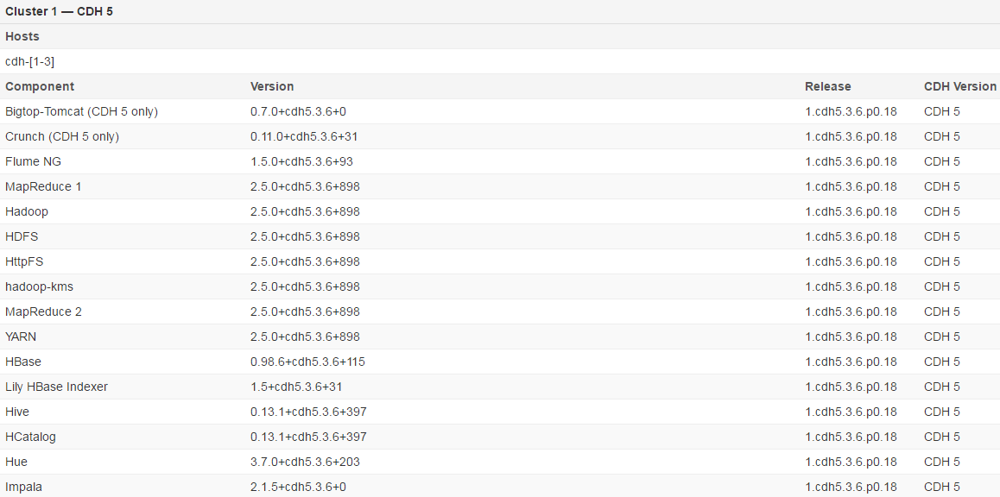 Cluster 1 — CDH 5
Hosts
cdh-[1-3]
Component Version Release CDH Version
Bigtop-Tomcat (CDH 5 only) 0.7.0+cdh5.3.6+0 1.cdh5.3.6.p0.18 CDH 5
Crunch (CDH 5 only) 0.11.0+cdh5.3.6+31 1.cdh5.3.6.p0.18 CDH 5
Flume NG 1.5.0+cdh5.3.6+93 1.cdh5.3.6.p0.18 CDH 5
MapReduce 1 2.5.0+cdh5.3.6+898 1.cdh5.3.6.p0.18 CDH 5
Hadoop 2.5.0+cdh5.3.6+898 1.cdh5.3.6.p0.18 CDH 5
HDFS 2.5.0+cdh5.3.6+898 1.cdh5.3.6.p0.18 CDH 5
HttpFS 2.5.0+cdh5.3.6+898 1.cdh5.3.6.p0.18 CDH 5
hadoop-kms 2.5.0+cdh5.3.6+898 1.cdh5.3.6.p0.18 CDH 5
MapReduce 2 2.5.0+cdh5.3.6+898 1.cdh5.3.6.p0.18 CDH 5
YARN 2.5.0+cdh5.3.6+898 1.cdh5.3.6.p0.18 CDH 5
HBase 0.98.6+cdh5.3.6+115 1.cdh5.3.6.p0.18 CDH 5
Lily HBase Indexer 1.5+cdh5.3.6+31 1.cdh5.3.6.p0.18 CDH 5
Hive 0.13.1+cdh5.3.6+397 1.cdh5.3.6.p0.18 CDH 5
HCatalog 0.13.1+cdh5.3.6+397 1.cdh5.3.6.p0.18 CDH 5
Hue 3.7.0+cdh5.3.6+203 1.cdh5.3.6.p0.18 CDH 5
Impala 2.1.5+cdh5.3.6+0 1.cdh5.3.6.p0.18 CDH 5